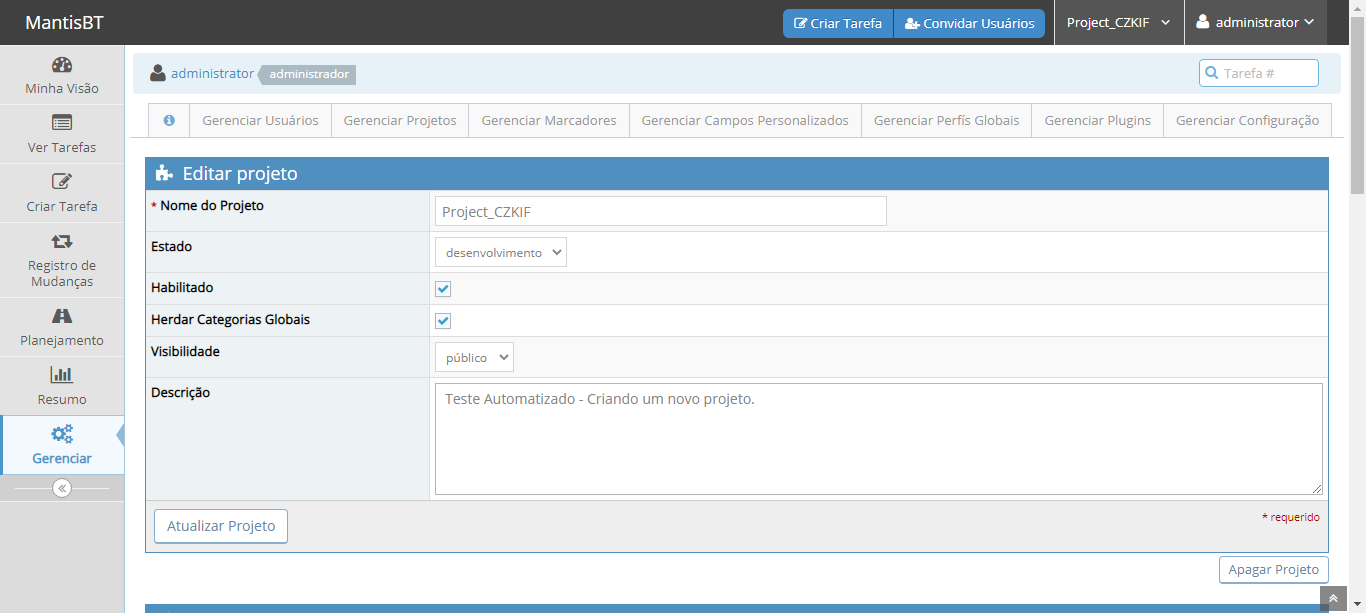 MantisBT
Criar Tarefa
Convidar Usuários
Project_CZKIF
administrator
Minha Visão
Ver Tarefas
Criar Tarefa
Registro de
Mudanças
Planejamento
Resumo
Gerenciar
administrator administrador
Tarefa #
Gerenciar Usuários
Gerenciar Projetos
Gerenciar Marcadores
Gerenciar Campos Personalizados
Gerenciar Perfís Globais
Gerenciar Plugins
Gerenciar Configuração
Editar projeto
* Nome do Projeto
Project_CZKIF
Estado
desenvolvimento
Habilitado
Herdar Categorias Globais
Visibilidade
público
Descrição
Teste Automatizado - Criando um novo projeto.
Atualizar Projeto
* requerido
Apagar Projeto